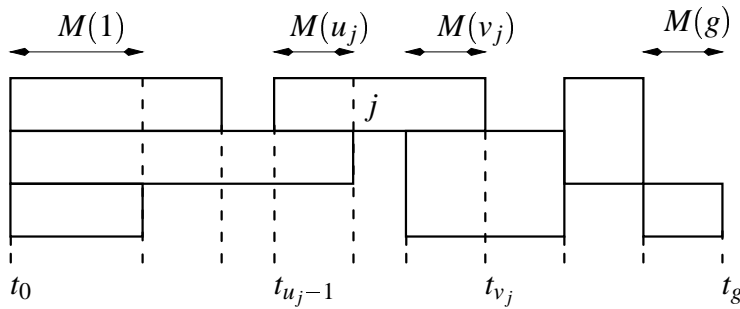 M(1) M(u_j) M(v_j) M(g)
j
t_0 t_{u_j-1} t_{v_j} t_g